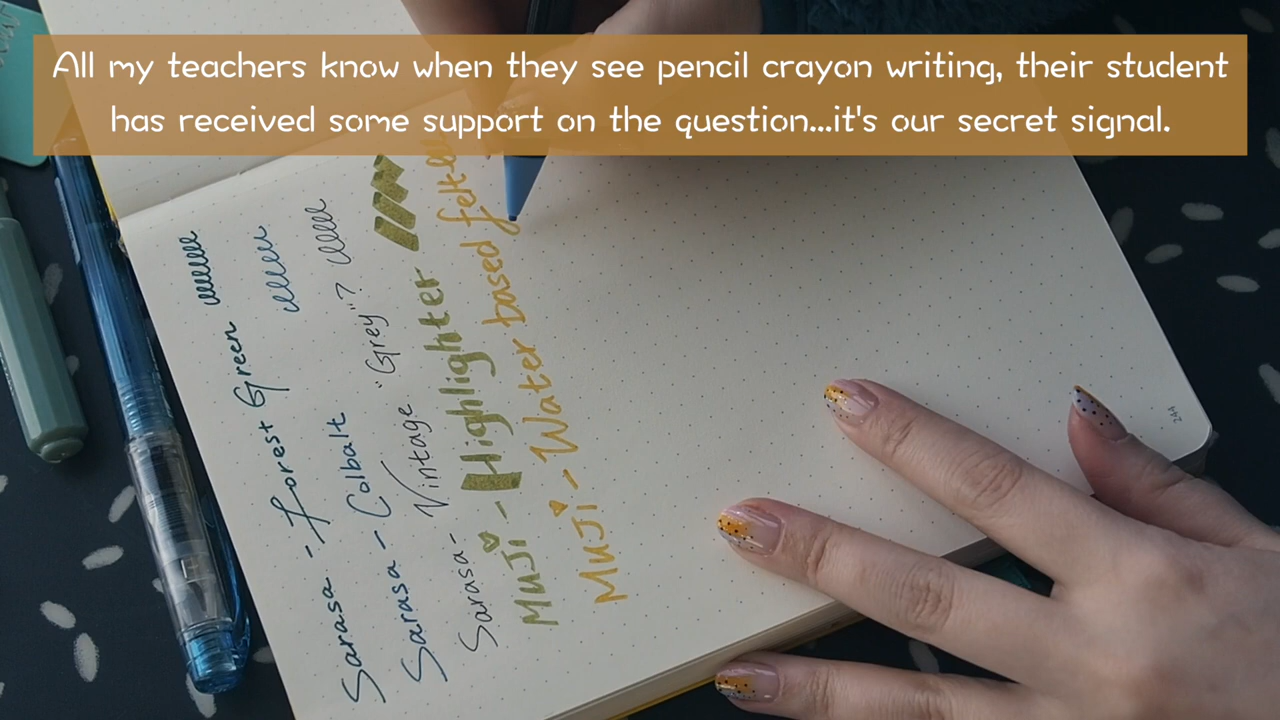 All my teachers know when they see pencil crayon writing, their student
has received some support on the question...it's our secret signal.
Sarasa - Forest Green
Sarasa - Colbalt
Sarasa - Vintage "Grey"?
MUJI - Highlighter
MUJI - Water based
244